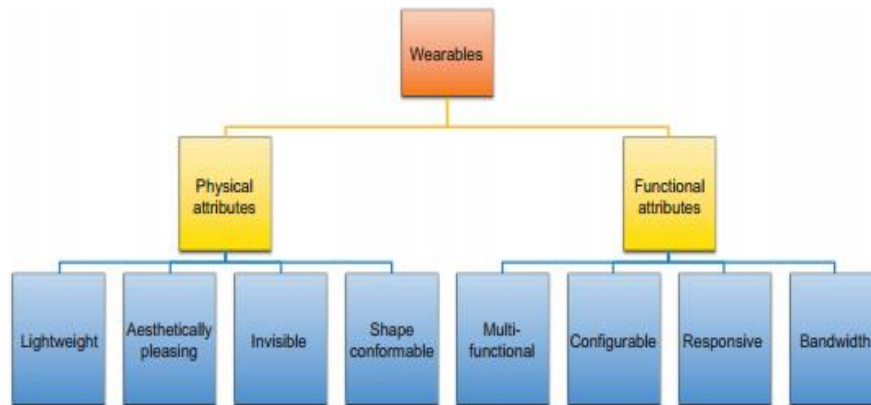 Wearables
Physical
attributes
Functional
attributes
Lightweight
Aesthetically
pleasing
Invisible
Shape
conformable
Multi-
functional
Configurable
Responsive
Bandwidth